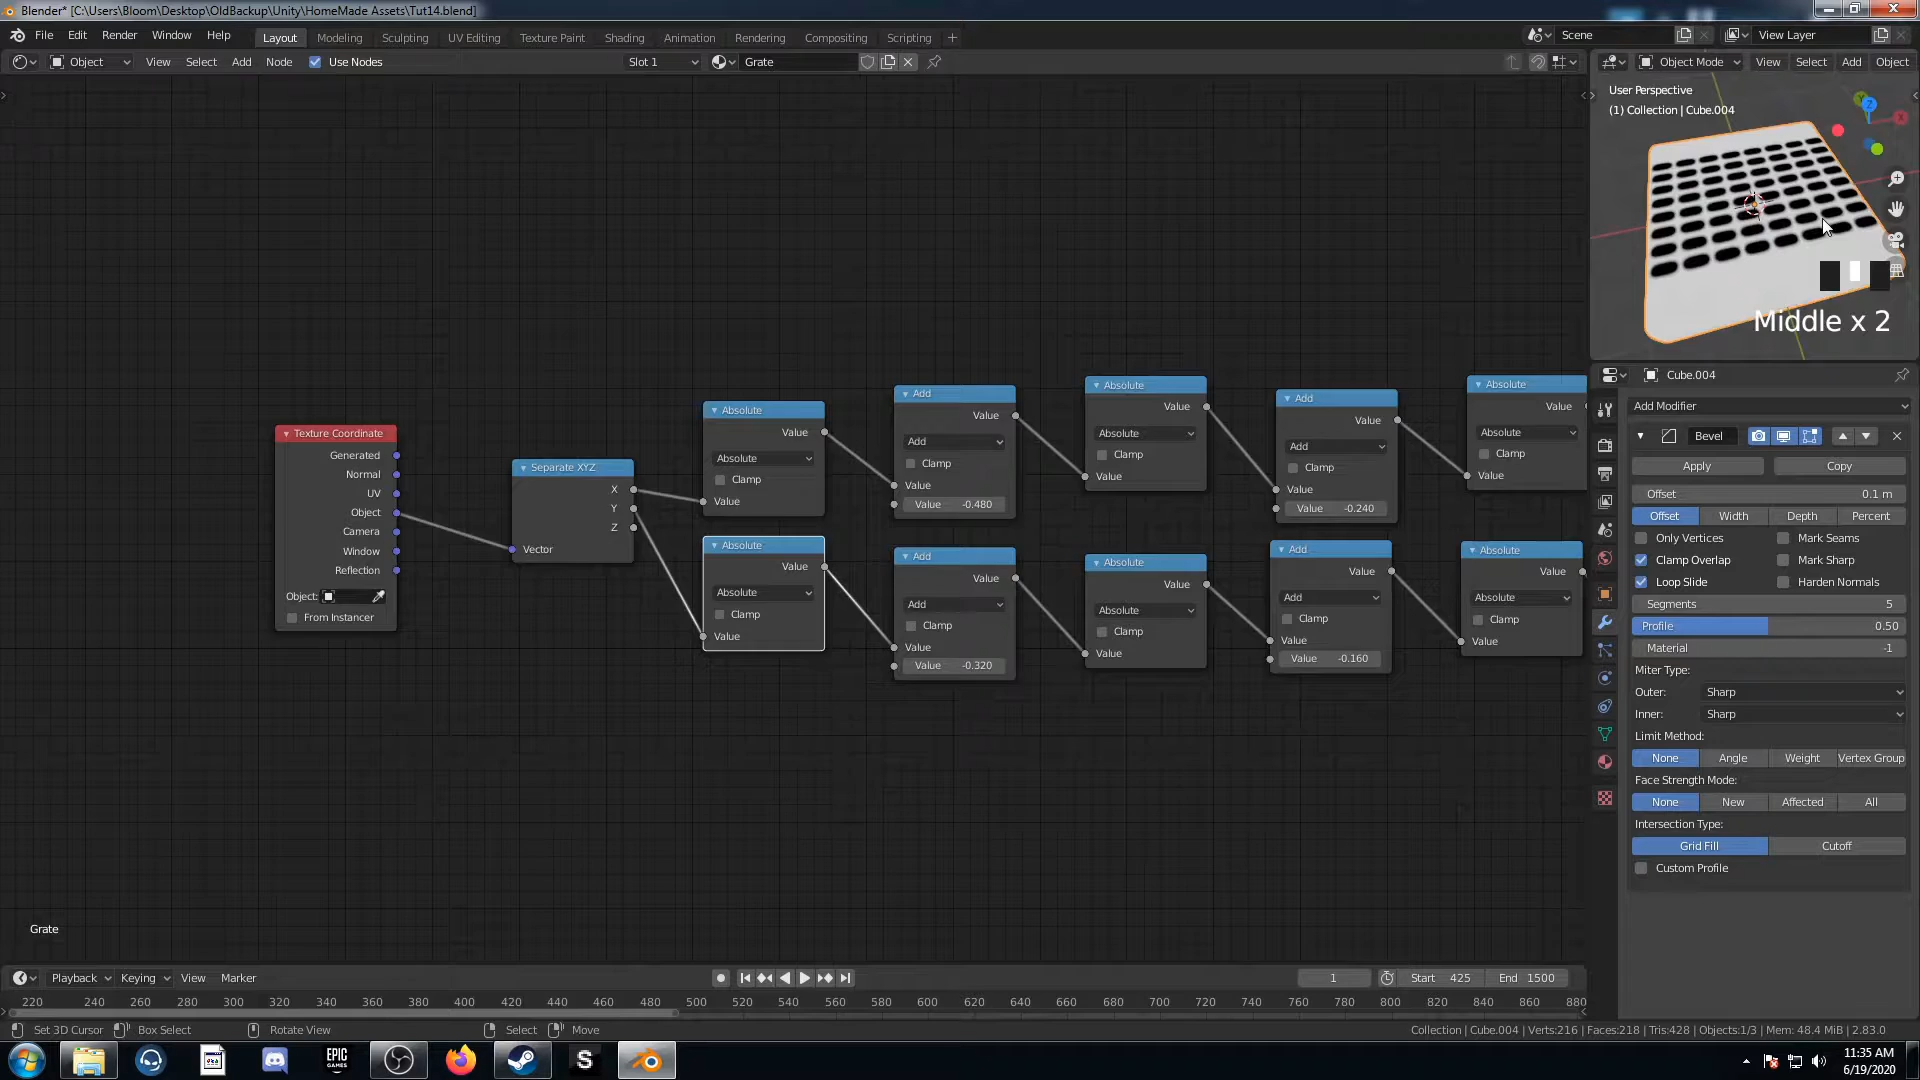 Blender* [C:\Users\Bloom\Desktop\OldBackup\Unity\HomeMade Assets\Tut14.blend]
File Edit Render Window Help Layout Modeling Sculpting UV Editing Texture Paint Shading Animation Rendering Compositing Scripting Scene View Layer
Object View Select Add Node Use Nodes Slot 1 Grate Object Mode View Select Add Object
User Perspective
(1) Collection | Cube.004
Middle x 2
Texture Coordinate
Generated
Normal
UV
Object
Camera
Window
Reflection
Object:
From Instancer
Separate XYZ
X
Y
Z
Vector
Absolute
Value
Absolute
Clamp
Value
Add
Value
Add
Clamp
Value
Value -0.480
Absolute
Value
Absolute
Clamp
Value
Add
Value
Add
Clamp
Value
Value -0.240
Absolute
Value
Absolute
Clamp
Value
Absolute
Value
Absolute
Clamp
Value
Add
Value
Add
Clamp
Value
Value -0.320
Absolute
Value
Absolute
Clamp
Value
Add
Value
Add
Clamp
Value
Value -0.160
Absolute
Value
Absolute
Clamp
Value
Grate
Cube.004
Add Modifier
Bevel
Apply Copy
Offset 0.1 m
Offset Width Depth Percent
Only Vertices Mark Seams
Clamp Overlap Mark Sharp
Loop Slide Harden Normals
Segments 5
Profile 0.50
Material -1
Miter Type:
Outer: Sharp
Inner: Sharp
Limit Method:
None Angle Weight Vertex Group
Face Strength Mode:
None New Affected All
Intersection Type:
Grid Fill Cutoff
Custom Profile
Playback Keying View Marker 1 Start 425 End 1500
220 240 260 280 300 320 340 360 380 400 420 440 460 480 500 520 540 560 580 600 620 640 660 680 700 720 740 760 780 800 820 840 860 880
Set 3D Cursor Box Select Rotate View Select Move Collection | Cube.004 | Verts:216 | Faces:218 | Tris:428 | Objects:1/3 | Mem: 48.4 MiB | 2.83.0
EPIC GAMES
S
11:35 AM
6/19/2020